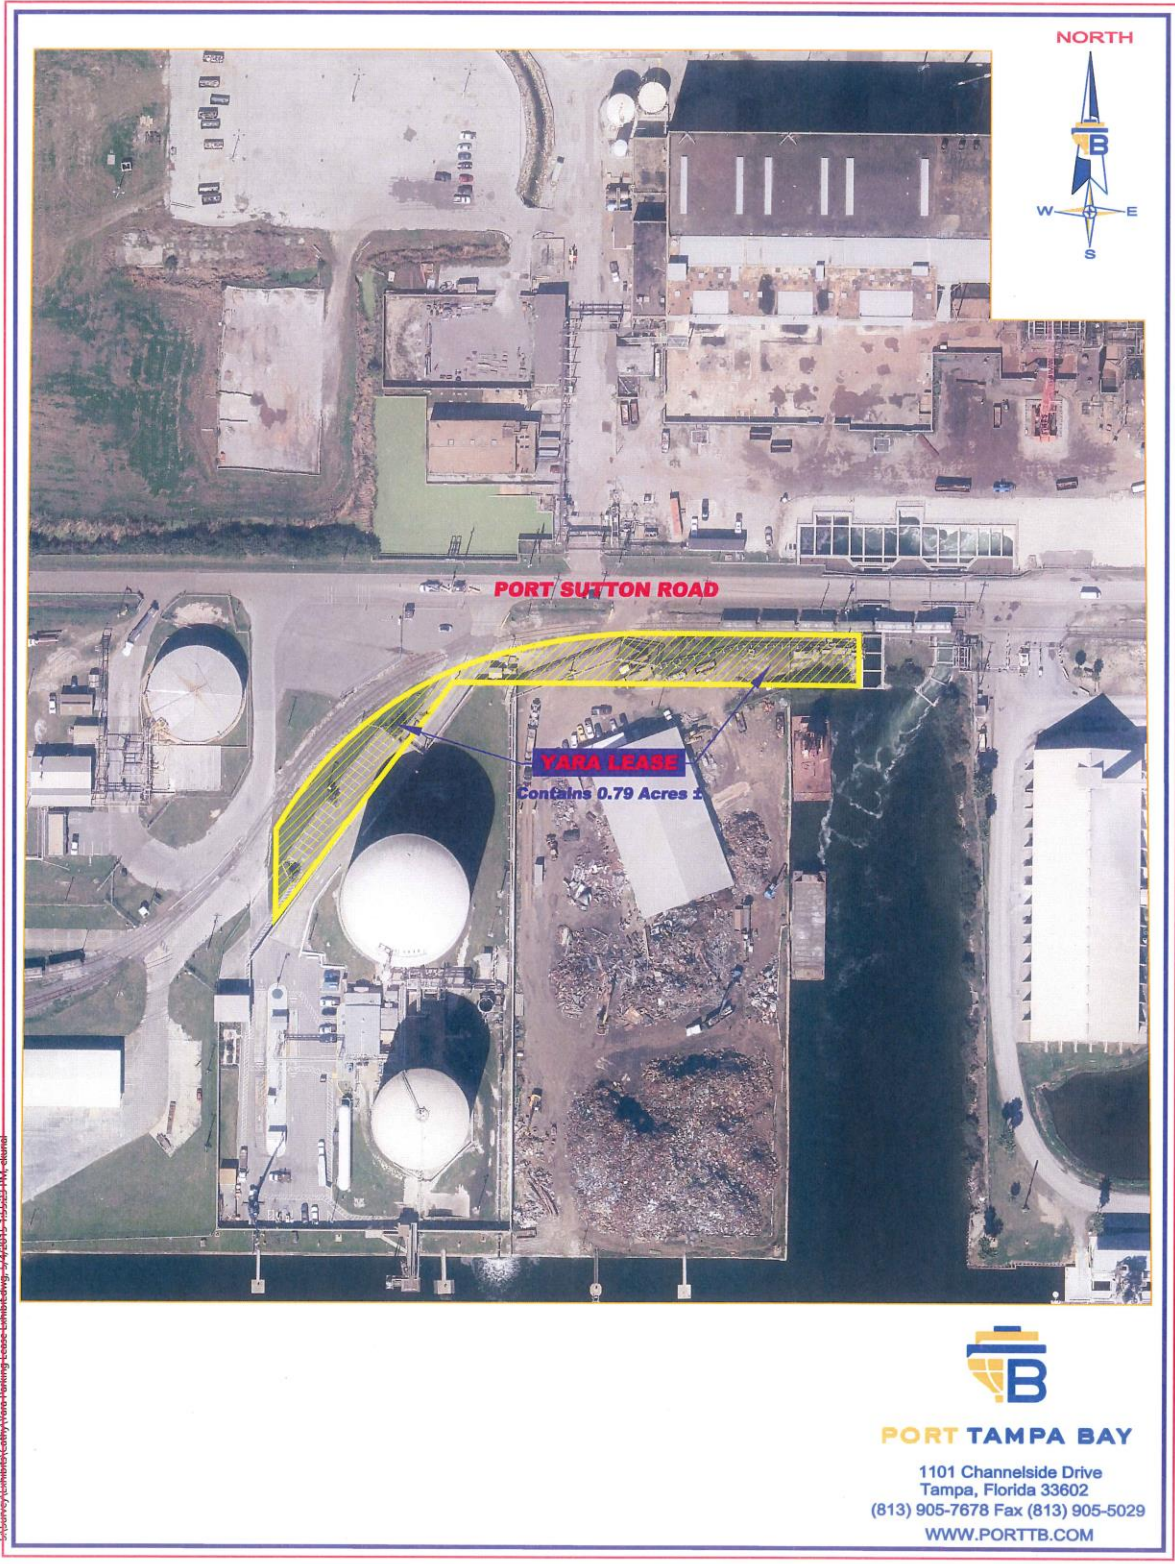 NORTH
B
W E
S
PORT SUTTON ROAD
YARA LEASE
Contains 0.79 Acres ±
B
PORT TAMPA BAY
1101 Channelside Drive
Tampa, Florida 33602
(813) 905-7678 Fax (813) 905-5029
WWW.PORTTB.COM